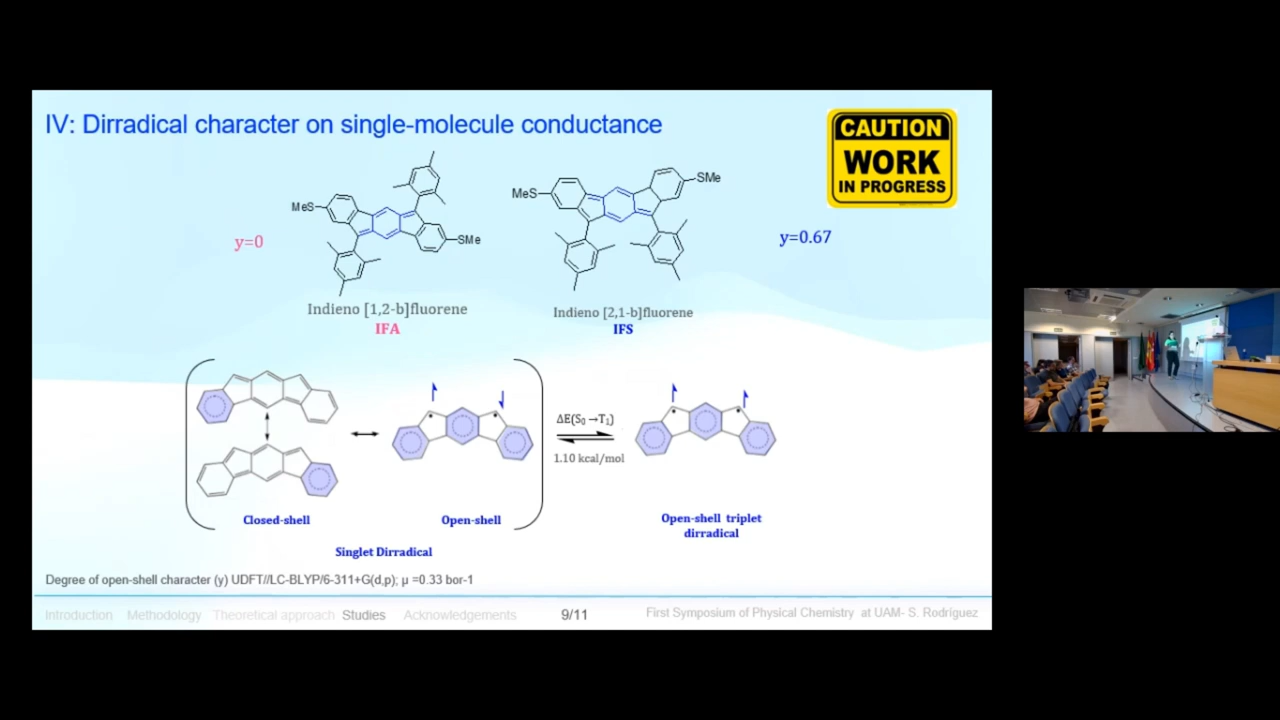 IV: Dirradical character on single-molecule conductance
CAUTION
WORK
IN PROGRESS
MeS
SMe
y=0
Indieno [1,2-b]fluorene
IFA
MeS
SMe
y=0.67
Indieno [2,1-b]fluorene
IFS
ΔE(S₀→T₁)
1.10 kcal/mol
Closed-shell
Open-shell
Open-shell triplet
dirradical
Singlet Dirradical
Degree of open-shell character (y) UDFT//LC-BLYP/6-311+G(d,p); μ =0.33 bor-1
Introduction Methodology Theoretical approach Studies Acknowledgements 9/11 First Symposium of Physical Chemistry at UAM- S. Rodríguez